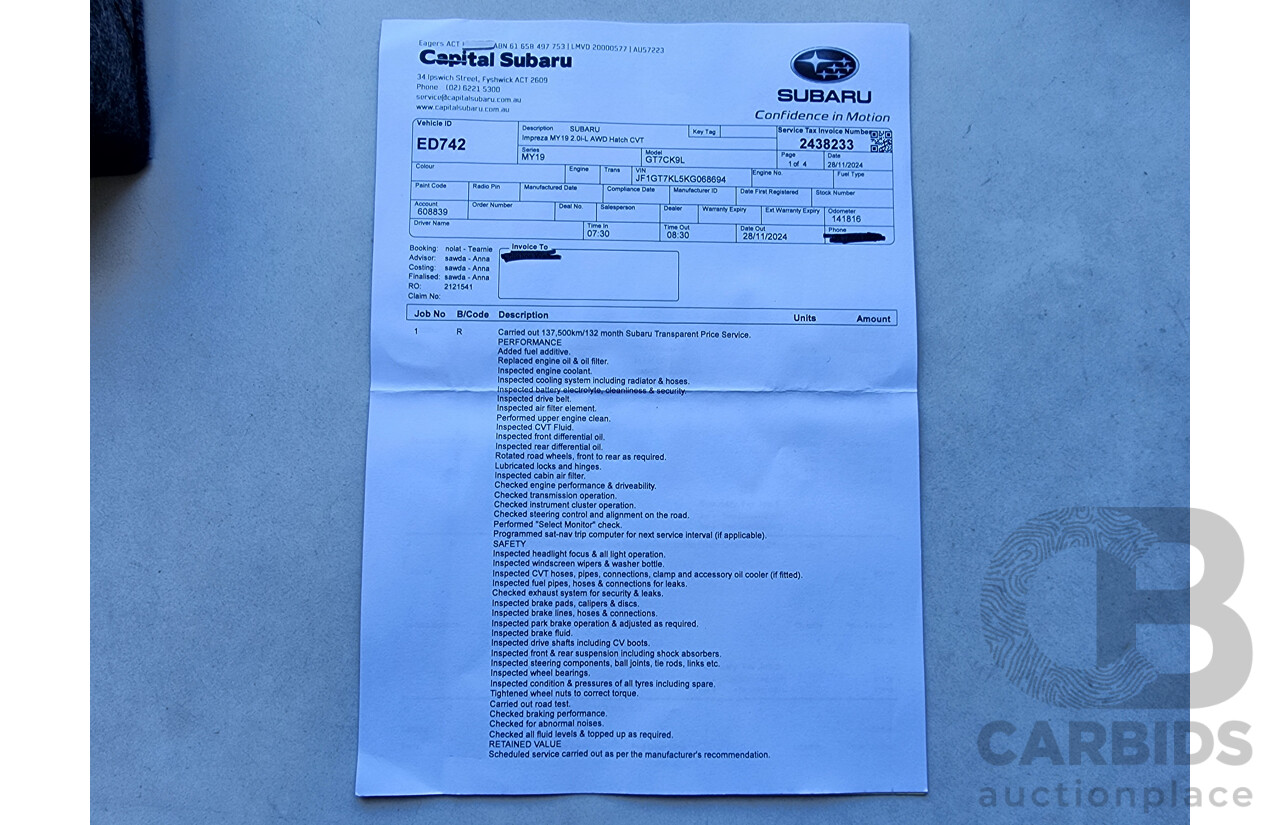 Eagers ACT ABN 61 658 497 753 | LMVD 20000577 | AU57223
Capital Subaru
34 Ipswich Street, Fyshwick ACT 2609
Phone (02) 6221 5300
service@capitalsubaru.com.au
www.capitalsubaru.com.au
SUBARU
Confidence in Motion
Vehicle ID
ED742
Description SUBARU
Impreza MY19 2.0i-L AWD Hatch CVT
Key Tag
Service Tax Invoice Number
2438233
Series
MY19
Model
GT7CK9L
Page
1 of 4
Date
28/11/2024
Colour
Engine
Trans
VIN
JF1GT7KL5KG068694
Engine No.
Fuel Type
Paint Code
Radio Pin
Manufactured Date
Compliance Date
Manufacturer ID
Date First Registered
Stock Number
Account
608839
Order Number
Deal No.
Salesperson
Dealer
Warranty Expiry
Ext Warranty Expiry
Odometer
141816
Driver Name
Time In
07:30
Time Out
08:30
Date Out
28/11/2024
Phone
Booking: nolat - Tearnie
Advisor: sawda - Anna
Costing: sawda - Anna
Finalised: sawda - Anna
RO: 2121541
Claim No:
Invoice To
Job No B/Code Description Units Amount
1 R Carried out 137,500km/132 month Subaru Transparent Price Service.
PERFORMANCE
Added fuel additive.
Replaced engine oil & oil filter.
Inspected engine coolant.
Inspected cooling system including radiator & hoses.
Inspected battery electrolyte, cleanliness & security.
Inspected drive belt.
Inspected air filter element.
Performed upper engine clean.
Inspected CVT Fluid.
Inspected front differential oil.
Inspected rear differential oil.
Rotated road wheels, front to rear as required.
Lubricated locks and hinges.
Inspected cabin air filter.
Checked engine performance & driveability.
Checked transmission operation.
Checked instrument cluster operation.
Checked steering control and alignment on the road.
Performed "Select Monitor" check.
Programmed sat-nav trip computer for next service interval (if applicable).
SAFETY
Inspected headlight focus & all light operation.
Inspected windscreen wipers & washer bottle.
Inspected CVT hoses, pipes, connections, clamp and accessory oil cooler (if fitted).
Inspected fuel pipes, hoses & connections for leaks.
Checked exhaust system for security & leaks.
Inspected brake pads, calipers & discs.
Inspected brake lines, hoses & connections.
Inspected park brake operation & adjusted as required.
Inspected brake fluid.
Inspected drive shafts including CV boots.
Inspected front & rear suspension including shock absorbers.
Inspected steering components, ball joints, tie rods, links etc.
Inspected wheel bearings.
Inspected condition & pressures of all tyres including spare.
Tightened wheel nuts to correct torque.
Carried out road test.
Checked braking performance.
Checked for abnormal noises.
Checked all fluid levels & topped up as required.
RETAINED VALUE
Scheduled service carried out as per the manufacturer's recommendation.
CB
CARBIDS
auctionplace